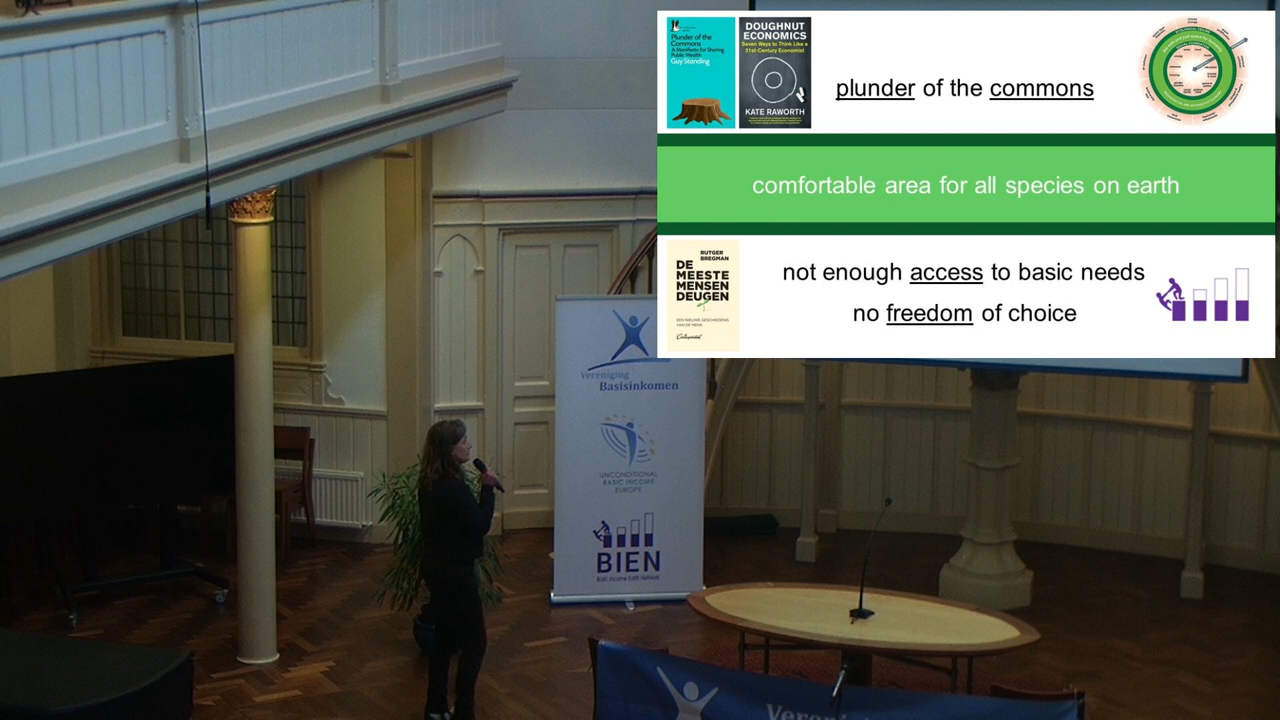 Plunder of the
Commons
A Manifesto for Sharing
Public Wealth
Guy Standing
DOUGHNUT
ECONOMICS
Seven Ways to Think Like a
21st-Century Economist
KATE RAWORTH
plunder of the commons
comfortable area for all species on earth
RUTGER
BREGMAN
DE
MEESTE
MENSEN
DEUGEN
EEN NIEUWE GESCHIEDENIS
VAN DE MENS
not enough access to basic needs
no freedom of choice
Vereniging
Basisinkomen
UNCONDITIONAL
BASIC INCOME
EUROPE
BIEN
Basic Income Earth Network